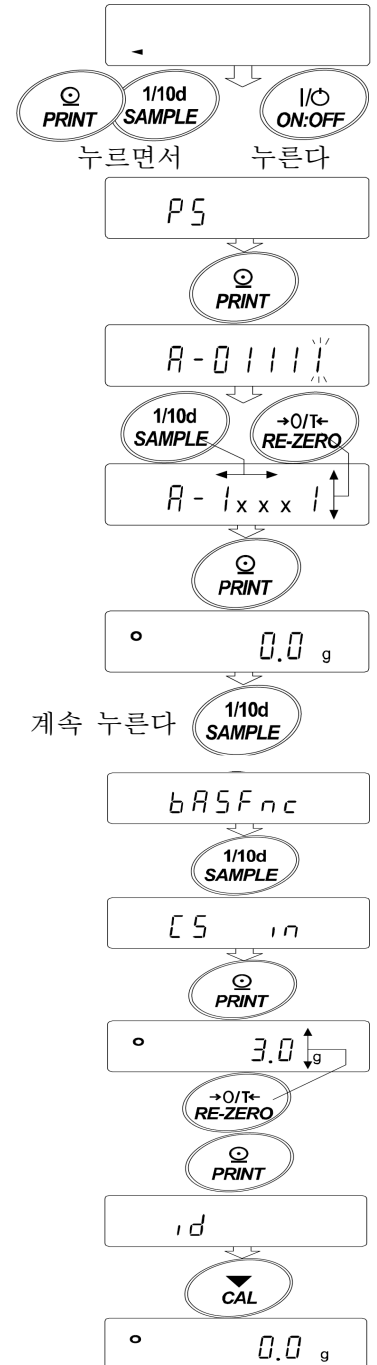 PRINT
1/10d
SAMPLE
I/⏻
ON:OFF
누르면서 누른다
PS
PRINT
A-01111
1/10d
SAMPLE
→0/T←
RE-ZERO
A-1xxx1
PRINT
0.0 g
계속 누른다
1/10d
SAMPLE
bASFnc
1/10d
SAMPLE
CS in
PRINT
3.0 g
→0/T←
RE-ZERO
PRINT
id
CAL
0.0 g